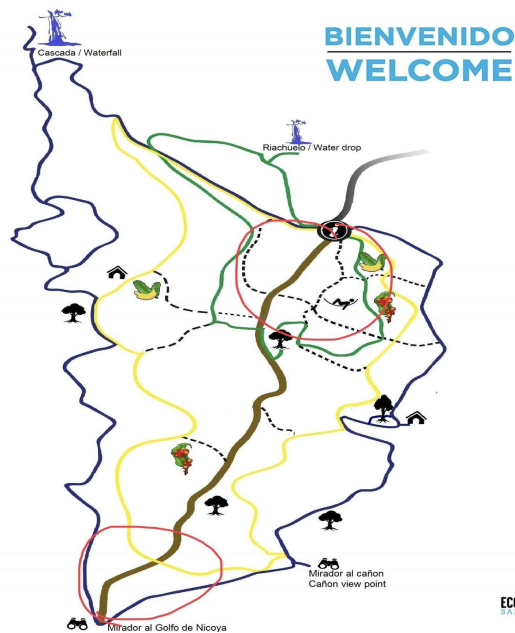 BIENVENIDO
WELCOME
Cascada / Waterfall
Riachuelo / Water drop
Mirador al cañon
Cañon view point
Mirador al Golfo de Nicoya